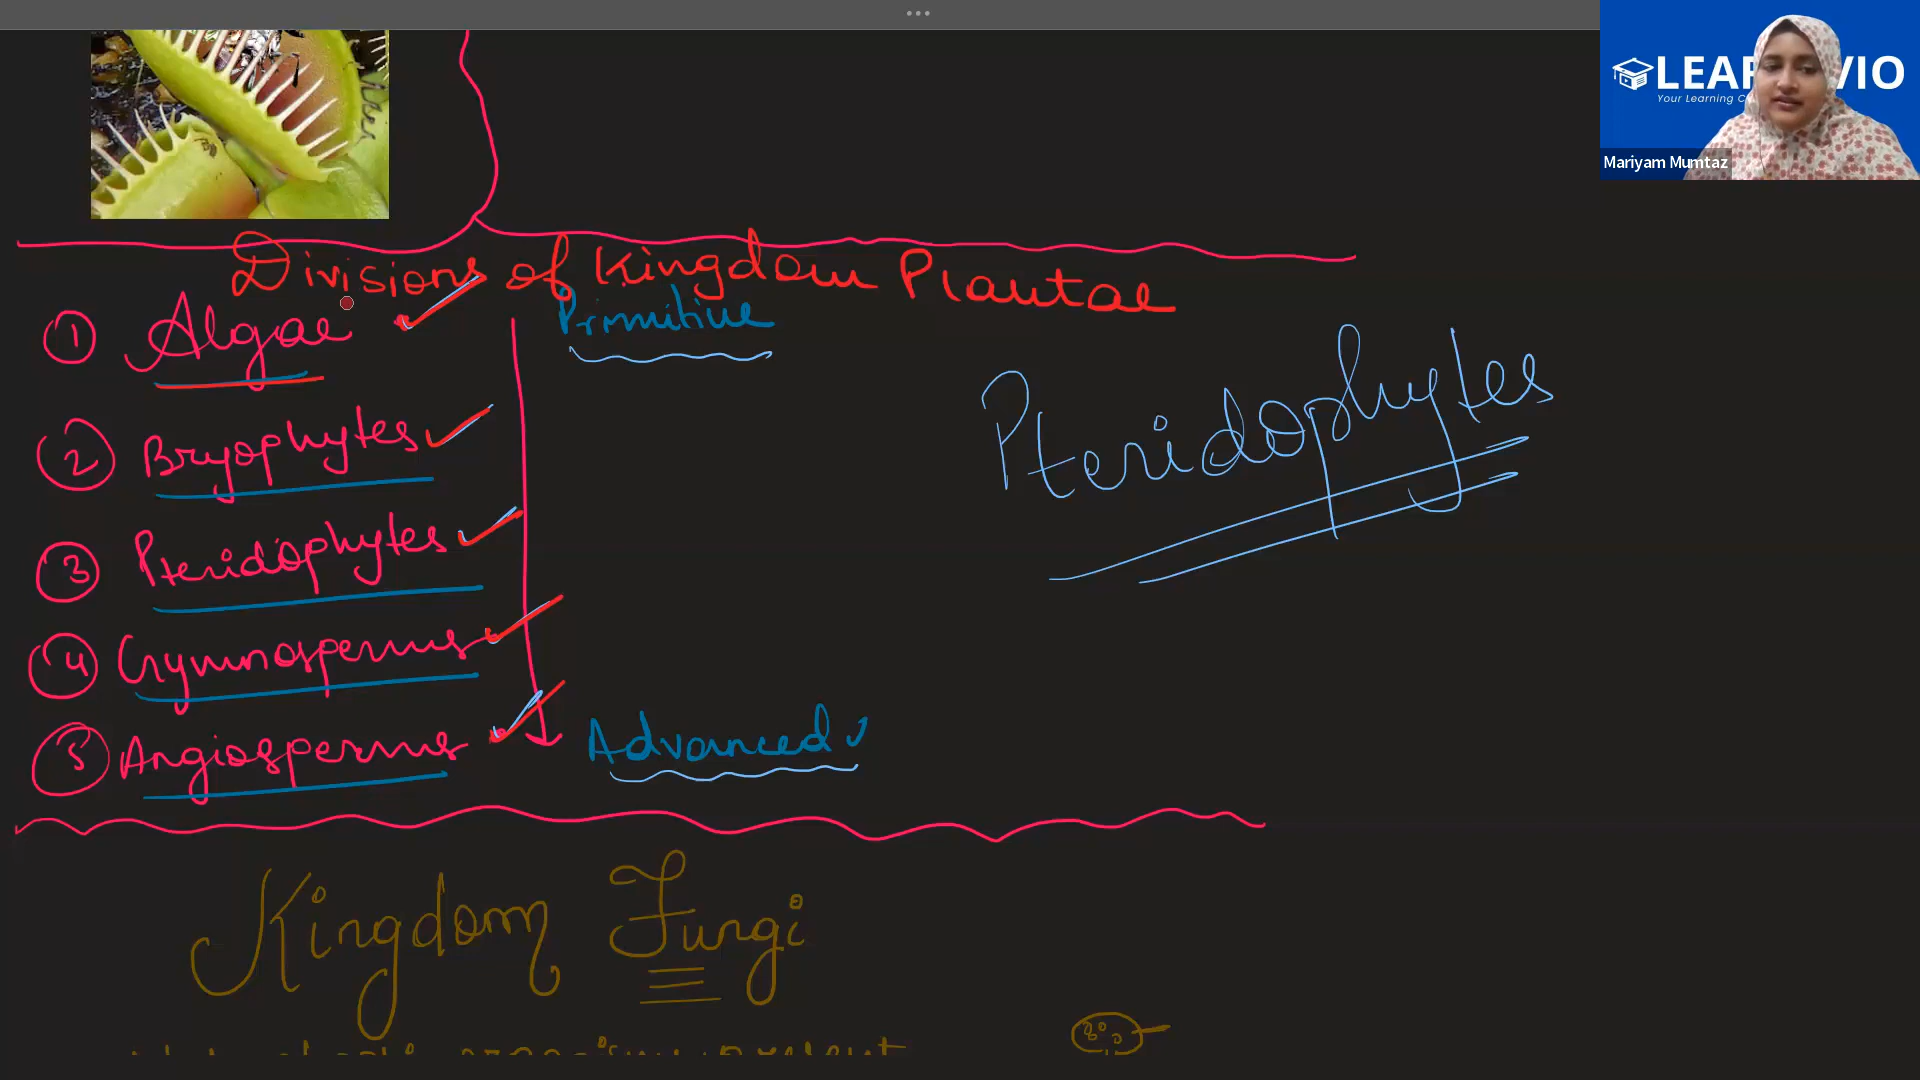 LEAR VIO
Your Learning C
Mariyam Mumtaz
Divisions of Kingdom Plantae
① Algae
Primitive
② Bryophytes
Pteridophytes
③ Pteridophytes
④ Gymnosperms
⑤ Angiosperms
Advanced
Kingdom Fungi